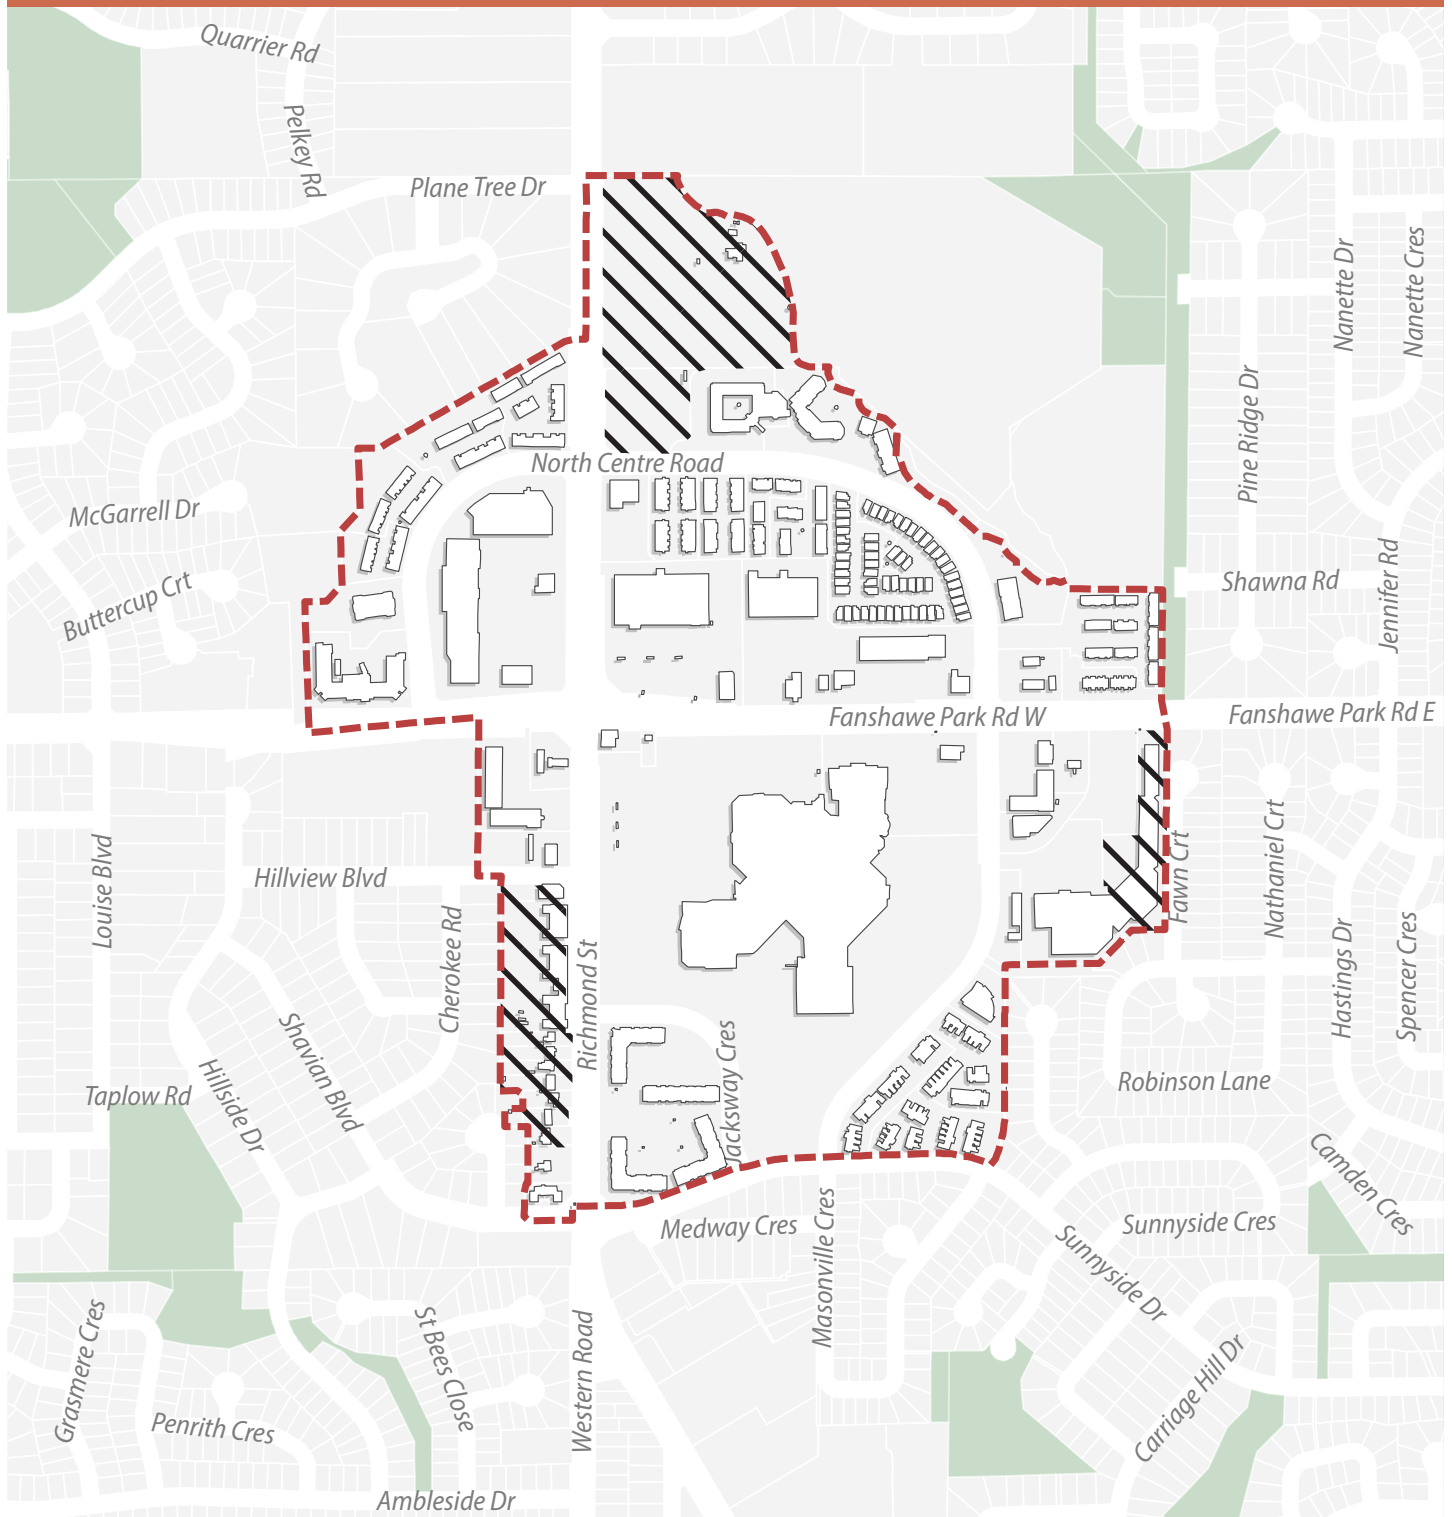 Quarrier Rd
Pelkey Rd
Plane Tree Dr
Nanette Dr
Nanette Cres
Pine Ridge Dr
North Centre Road
McGarrell Dr
Buttercup Crt
Shawna Rd
Jennifer Rd
Fanshawe Park Rd W
Fanshawe Park Rd E
Louise Blvd
Hillview Blvd
Cherokee Rd
Richmond St
Fawn Crt
Nathaniel Crt
Hastings Dr
Spencer Cres
Shavian Blvd
Hillside Dr
Taplow Rd
Jacksway Cres
Robinson Lane
Camden Cres
Medway Cres
Masonville Cres
Sunnyside Cres
Sunnyside Dr
Grasmere Cres
Penrith Cres
St Bees Close
Western Road
Carriage Hill Dr
Ambleside Dr